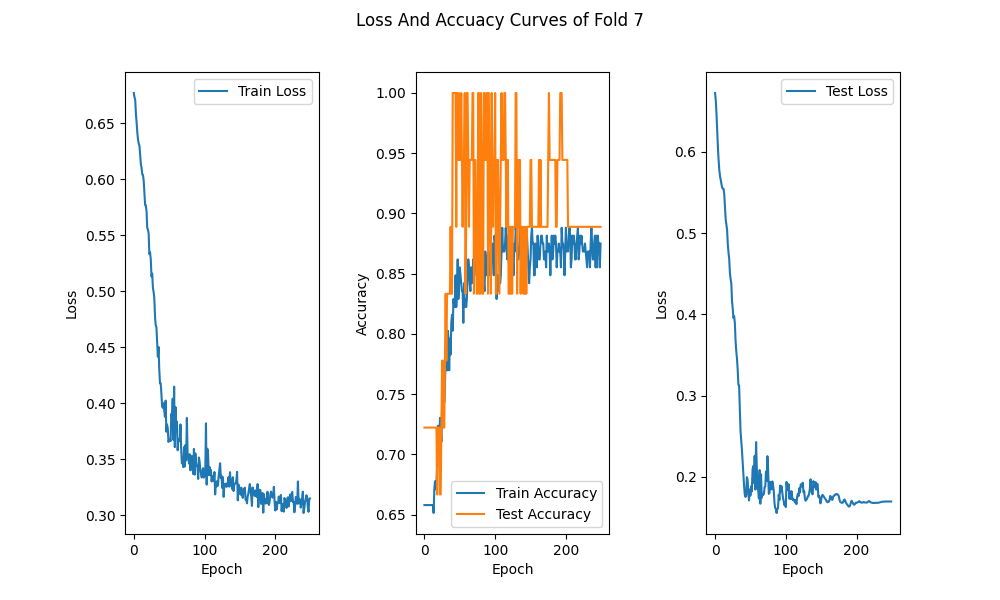 Loss And Accuacy Curves of Fold 7
Train Loss
0.65
0.60
0.55
0.50
0.45
0.40
0.35
0.30
0
100
200
Epoch
Loss
1.00
0.95
0.90
0.85
0.80
0.75
0.70
0.65
Train Accuracy
Test Accuracy
0
100
200
Epoch
Accuracy
Test Loss
0.6
0.5
0.4
0.3
0.2
0
100
200
Epoch
Loss